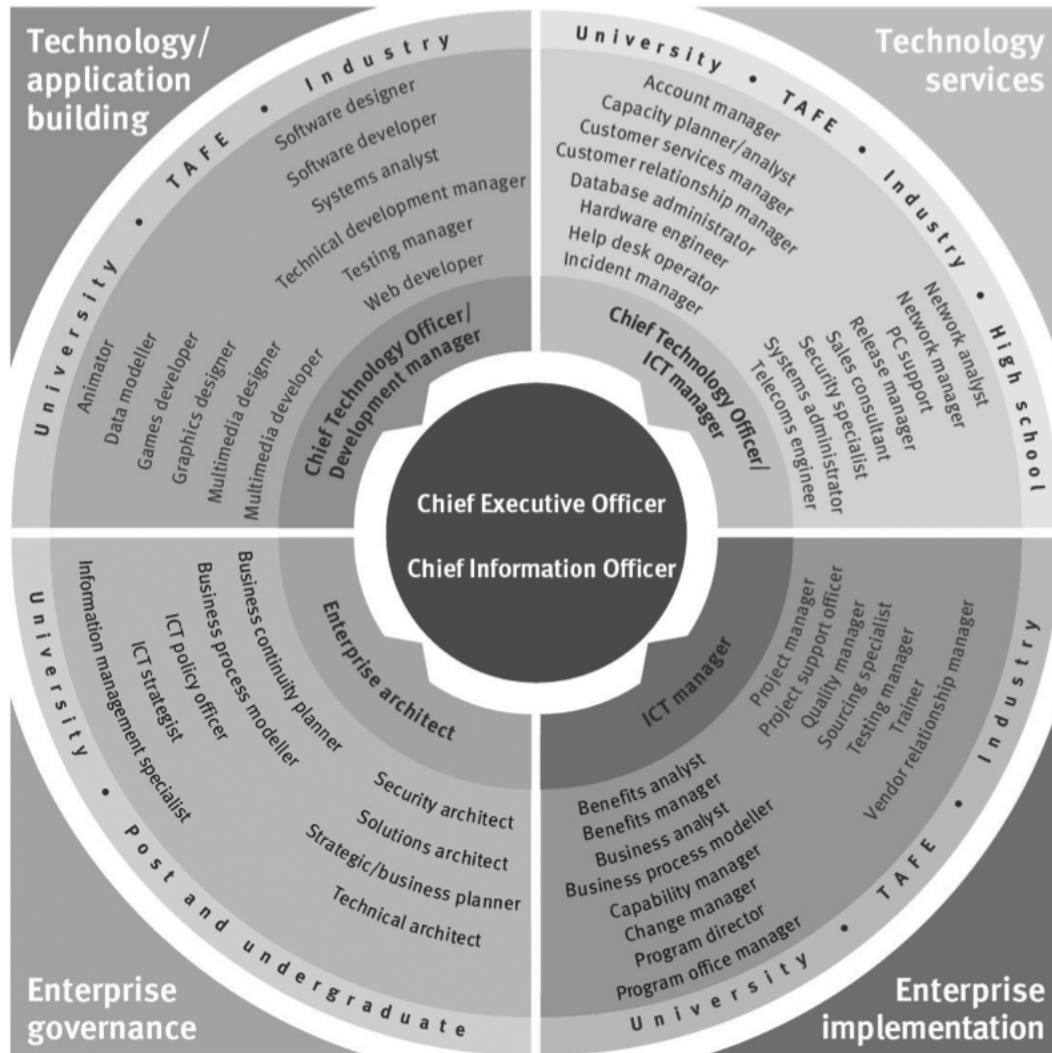 Technology/
application
building
University • TAFE • Industry
Software designer
Software developer
Systems analyst
Technical development manager
Testing manager
Web developer
Animator
Data modeller
Games developer
Graphics designer
Multimedia designer
Multimedia developer
Chief Technology Officer/
Development manager
Technology
services
University • TAFE • Industry • High school
Account manager
Capacity planner/analyst
Customer services manager
Customer relationship manager
Database administrator
Hardware engineer
Help desk operator
Incident manager
Network analyst
Network manager
PC support
Release manager
Sales consultant
Security specialist
Systems administrator
Telecoms engineer
Chief Technology Officer/
ICT manager
Chief Executive Officer
Chief Information Officer
Enterprise
governance
University • Post and undergraduate
Information management specialist
ICT strategist
ICT policy officer
Business process modeller
Business continuity planner
Security architect
Solutions architect
Strategic/business planner
Technical architect
Enterprise architect
Enterprise
implementation
University • TAFE • Industry
ICT manager
Project manager
Project support officer
Quality manager
Sourcing specialist
Testing manager
Trainer
Vendor relationship manager
Benefits analyst
Benefits manager
Business analyst
Business process modeller
Capability manager
Change manager
Program director
Program office manager